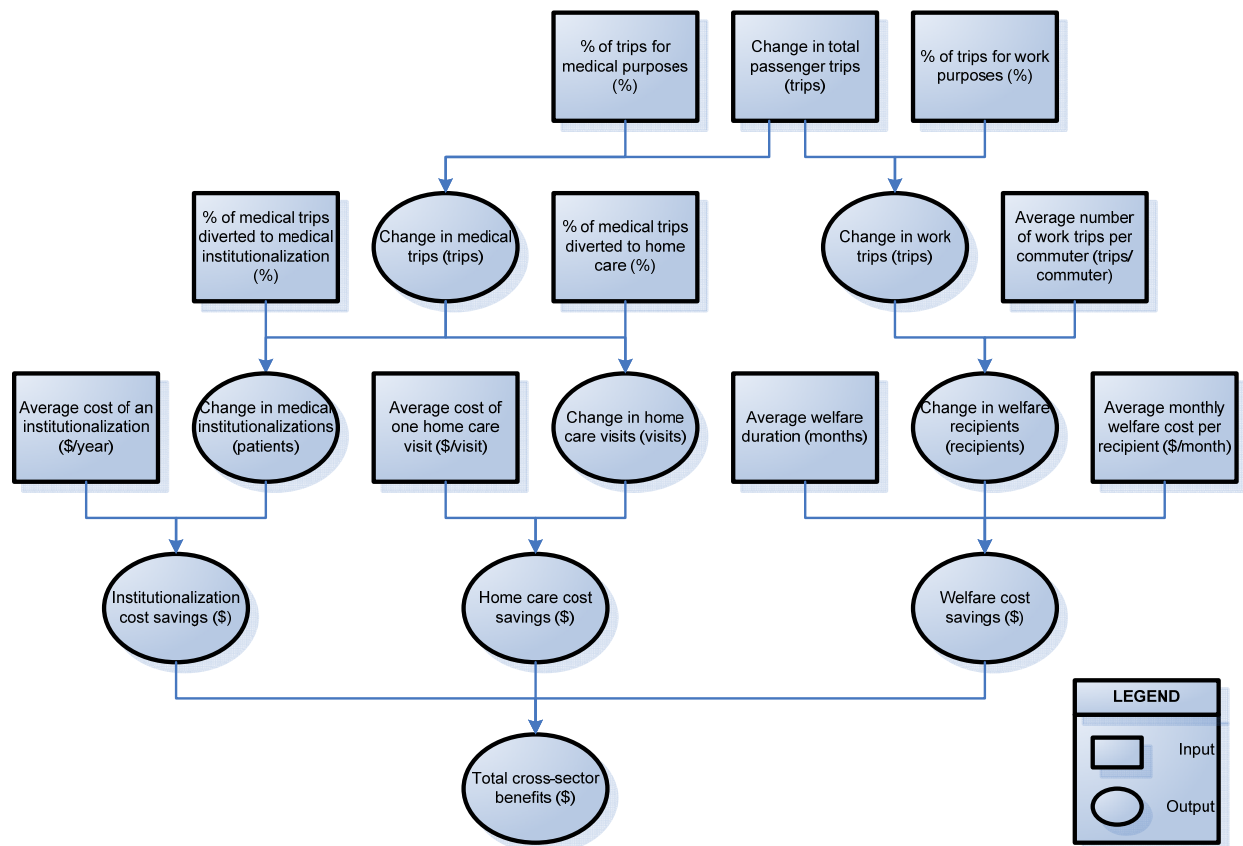 % of trips for
medical purposes
(%)
Change in total
passenger trips
(trips)
% of trips for work
purposes (%)
% of medical trips
diverted to medical
institutionalization
(%)
Change in medical
trips (trips)
% of medical trips
diverted to home
care (%)
Change in work
trips (trips)
Average number
of work trips per
commuter (trips/
commuter)
Average cost of an
institutionalization
($/year)
Change in medical
institutionalizations
(patients)
Average cost of
one home care
visit ($/visit)
Change in home
care visits (visits)
Average welfare
duration (months)
Change in welfare
recipients
(recipients)
Average monthly
welfare cost per
recipient ($/month)
Institutionalization
cost savings ($)
Home care cost
savings ($)
Welfare cost
savings ($)
Total cross-sector
benefits ($)
LEGEND
Input
Output